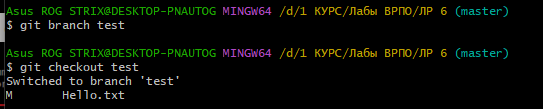 Asus ROG STRIX@DESKTOP-PNAUTOG MINGW64 /d/1 КУРС/Лабы ВРПО/ЛР 6 (master)
$ git branch test
Asus ROG STRIX@DESKTOP-PNAUTOG MINGW64 /d/1 КУРС/Лабы ВРПО/ЛР 6 (master)
$ git checkout test
Switched to branch 'test'
M       Hello.txt